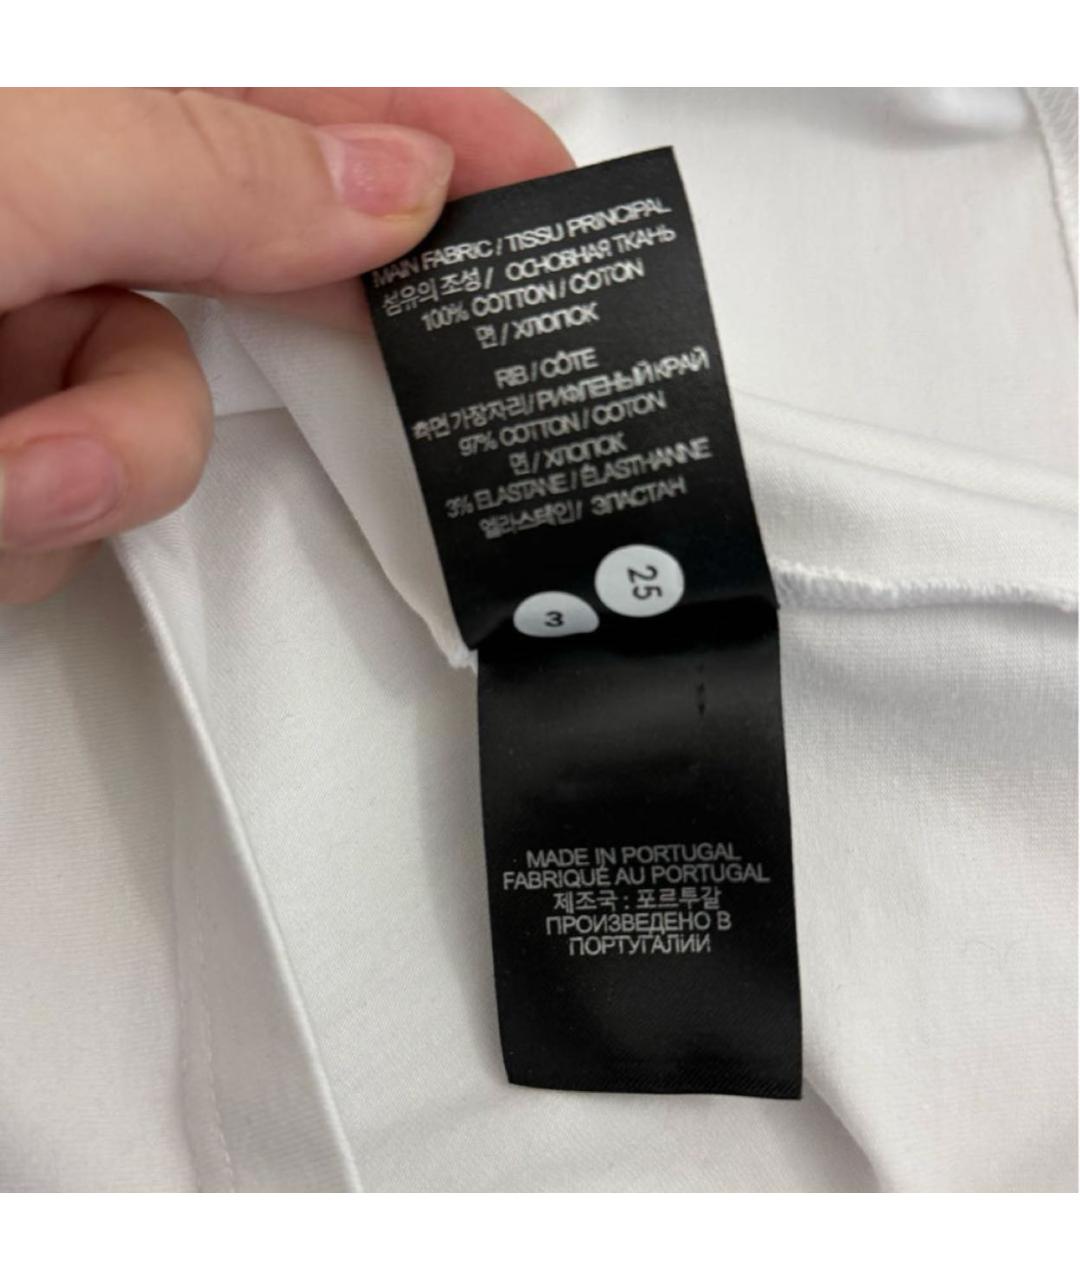 MAIN FABRIC / TISSU PRINCIPAL
섬유의 조성 / ОСНОВНАЯ ТКАНЬ
100% COTTON / COTON
면 / ХЛОПОК
RIB / CÔTE
측면 가장자리 / РИФЛЕНЫЙ КРАЙ
97% COTTON / COTON
면 / ХЛОПОК
3% ELASTANE / ÉLASTHANNE
엘라스테인 / ЭЛАСТАН
25
3
MADE IN PORTUGAL
FABRIQUÉ AU PORTUGAL
제조국 : 포르투갈
ПРОИЗВЕДЕНО В
ПОРТУГАЛИИ